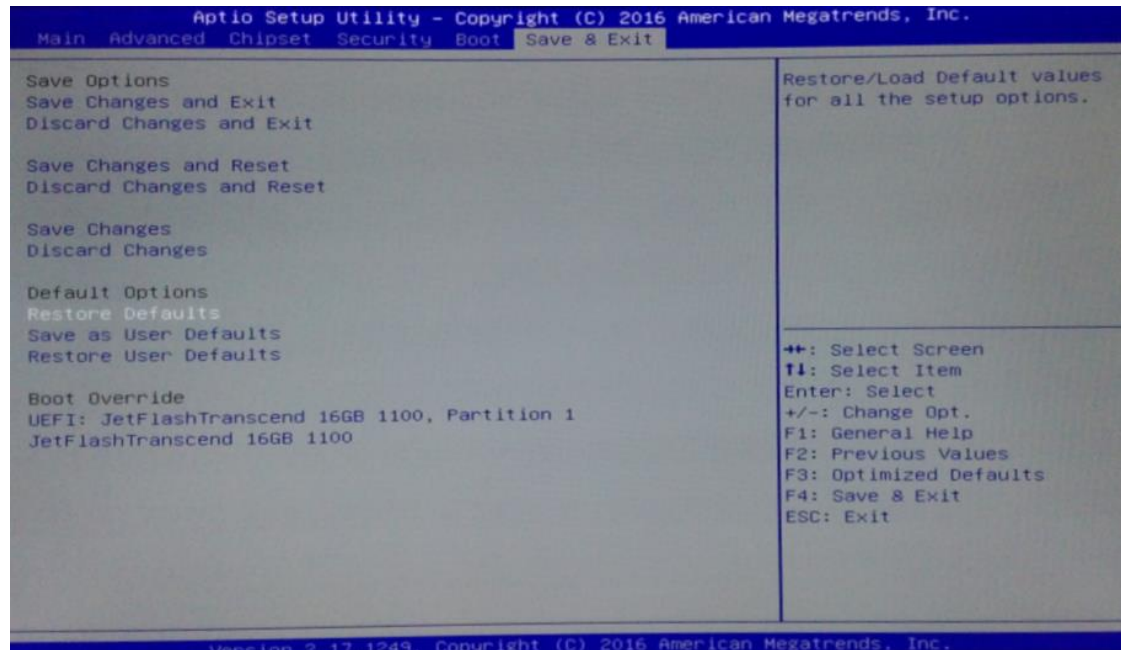 Aptio Setup Utility – Copyright (C) 2016 American Megatrends, Inc.
Main Advanced Chipset Security Boot Save & Exit
Save Options
Save Changes and Exit
Discard Changes and Exit
Save Changes and Reset
Discard Changes and Reset
Save Changes
Discard Changes
Default Options
Restore Defaults
Save as User Defaults
Restore User Defaults
Boot Override
UEFI: JetFlashTranscend 16GB 1100, Partition 1
JetFlashTranscend 16GB 1100
Restore/Load Default values
for all the setup options.
→←: Select Screen
↑↓: Select Item
Enter: Select
+/-: Change Opt.
F1: General Help
F2: Previous Values
F3: Optimized Defaults
F4: Save & Exit
ESC: Exit
Version 2.17.1249. Copyright (C) 2016 American Megatrends, Inc.